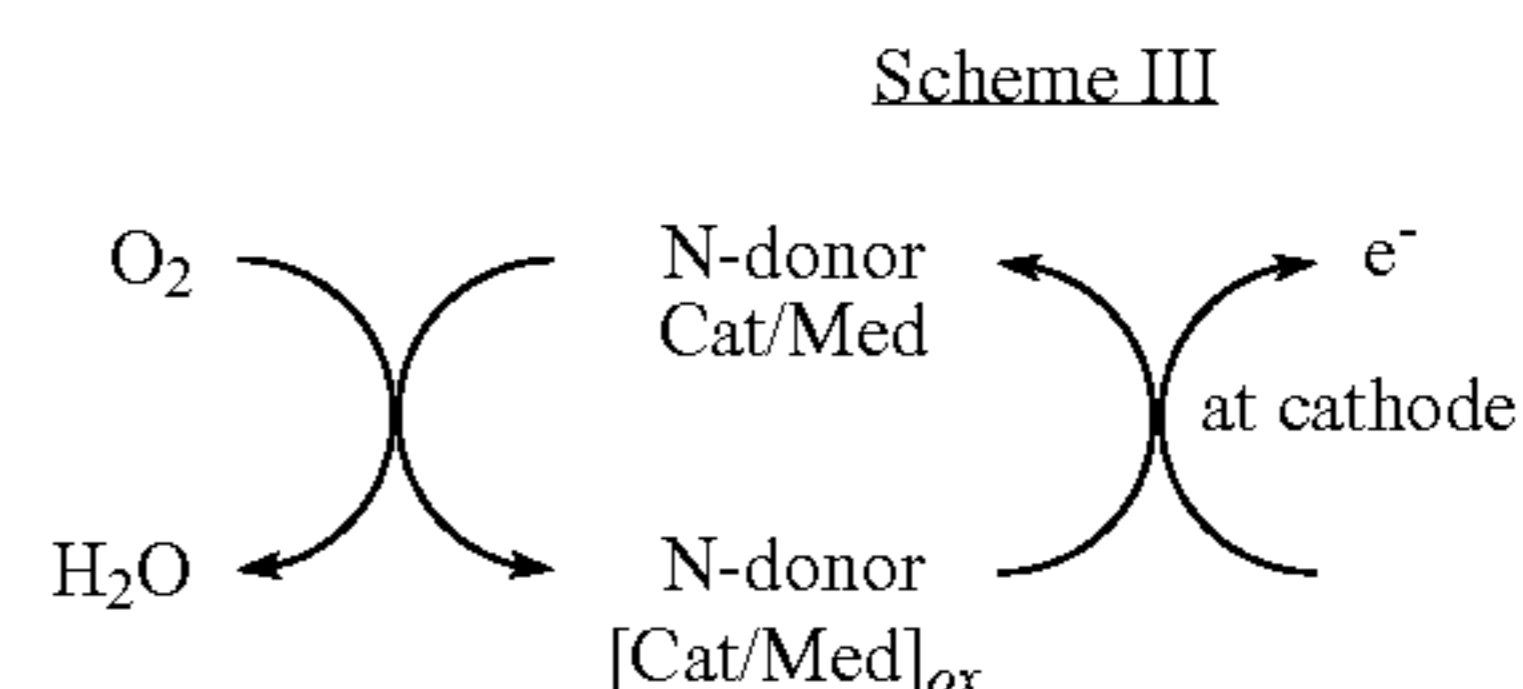 Scheme III
O₂
N-donor
Cat/Med
e⁻
at cathode
H₂O
N-donor
[Cat/Med]ₒₓ